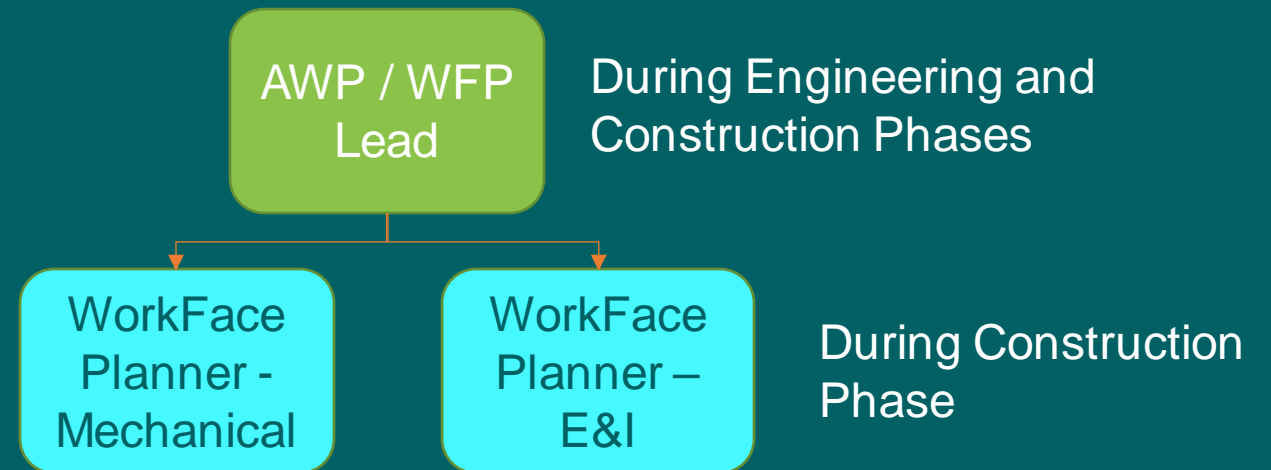 AWP / WFP
Lead
During Engineering and
Construction Phases
WorkFace
Planner -
Mechanical
WorkFace
Planner –
E&I
During Construction
Phase